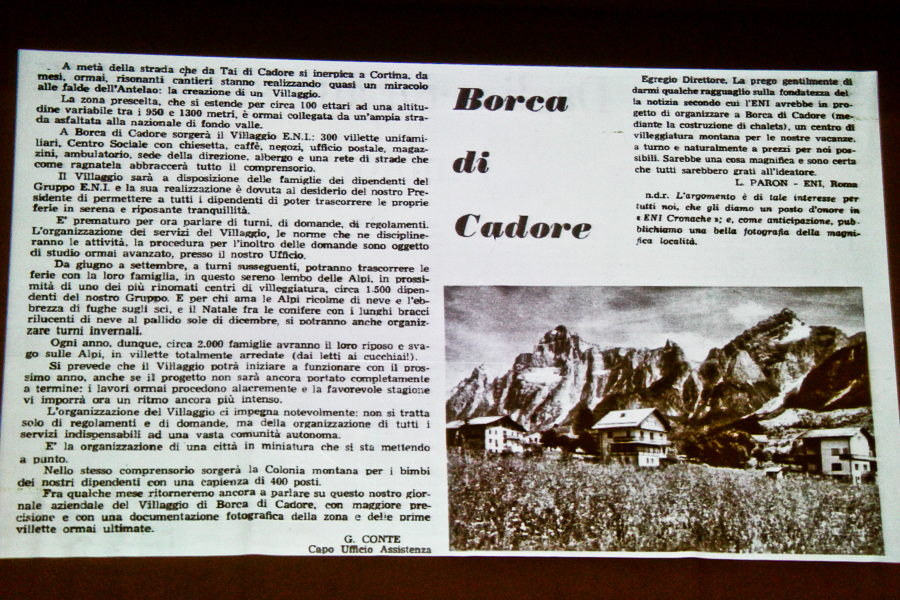 A metà della strada che da Tai di Cadore si inerpica a Cortina, da
mesi, ormai, risonanti cantieri stanno realizzando quasi un miracolo
alle falde dell'Antelao: la creazione di un Villaggio.
La zona prescelta, che si estende per circa 100 ettari ad una altitu-
dine variabile tra i 950 e 1300 metri, è ormai collegata da un'ampia stra-
da asfaltata alla nazionale di fondo valle.
A Borca di Cadore sorgerà il Villaggio E.N.I.: 300 villette unifami-
liari, Centro Sociale con chiesetta, caffè, negozi, ufficio postale, magaz-
zini, ambulatorio, sede della direzione, albergo e una rete di strade che
come ragnatela abbraccerà tutto il comprensorio.
Il Villaggio sarà a disposizione delle famiglie dei dipendenti del
Gruppo E.N.I. e la sua realizzazione è dovuta al desiderio del nostro Pre-
sidente di permettere a tutti i dipendenti di poter trascorrere le proprie
ferie in serena e riposante tranquillità.
E' prematuro per ora parlare di turni, di domande, di regolamenti.
L'organizzazione dei servizi del Villaggio, le norme che ne discipline-
ranno le attività, la procedura per l'inoltro delle domande sono oggetto
di studio ormai avanzato, presso il nostro Ufficio.
Da giugno a settembre, a turni susseguenti, potranno trascorrere le
ferie con la loro famiglia, in questo sereno lembo delle Alpi, in prossi-
mità di uno dei più rinomati centri di villeggiatura, circa 1.500 dipen-
denti del nostro Gruppo. E per chi ama le Alpi ricolme di neve e l'eb-
brezza di fughe sugli sci, e il Natale fra le conifere con i lunghi bracci
rilucenti di neve al pallido sole di dicembre, si potranno anche organiz-
zare turni invernali.
Ogni anno, dunque, circa 2.000 famiglie avranno il loro riposo e sva-
go sulle Alpi, in villette totalmente arredate (dai letti ai cucchiai!).
Si prevede che il Villaggio potrà iniziare a funzionare con il pros-
simo anno, anche se il progetto non sarà ancora portato completamente
a termine: i lavori ormai procedono alacremente e la favorevole stagione
vi imporrà ora un ritmo ancora più intenso.
L'organizzazione del Villaggio ci impegna notevolmente: non si tratta
solo di regolamenti e di domande, ma della organizzazione di tutti i
servizi indispensabili ad una vasta comunità autonoma.
E' la organizzazione di una città in miniatura che si sta mettendo
a punto.
Nello stesso comprensorio sorgerà la Colonia montana per i bimbi
dei nostri dipendenti con una capienza di 400 posti.
Fra qualche mese ritorneremo ancora a parlare su questo nostro gior-
nale aziendale del Villaggio di Borca di Cadore, con maggiore pre-
cisione e con una documentazione fotografica della zona e delle prime
villette ormai ultimate.
G. CONTE
Capo Ufficio Assistenza
Borca
di
Cadore
Egregio Direttore, La prego gentilmente di
darmi qualche ragguaglio sulla fondatezza del-
la notizia secondo cui l'ENI avrebbe in pro-
getto di organizzare a Borca di Cadore (me-
diante la costruzione di chalets), un centro di
villeggiatura montana per le nostre vacanze,
a turno e naturalmente a prezzi per noi pos-
sibili. Sarebbe una cosa magnifica e sono certa
che tutti sarebbero grati all'ideatore.
L. PARON - ENI, Roma
n.d.r. L'argomento è di tale interesse per
tutti noi, che gli diamo un posto d'onore in
« ENI Cronache »; e, come anticipazione, pub-
blichiamo una bella fotografia della magni-
fica località.